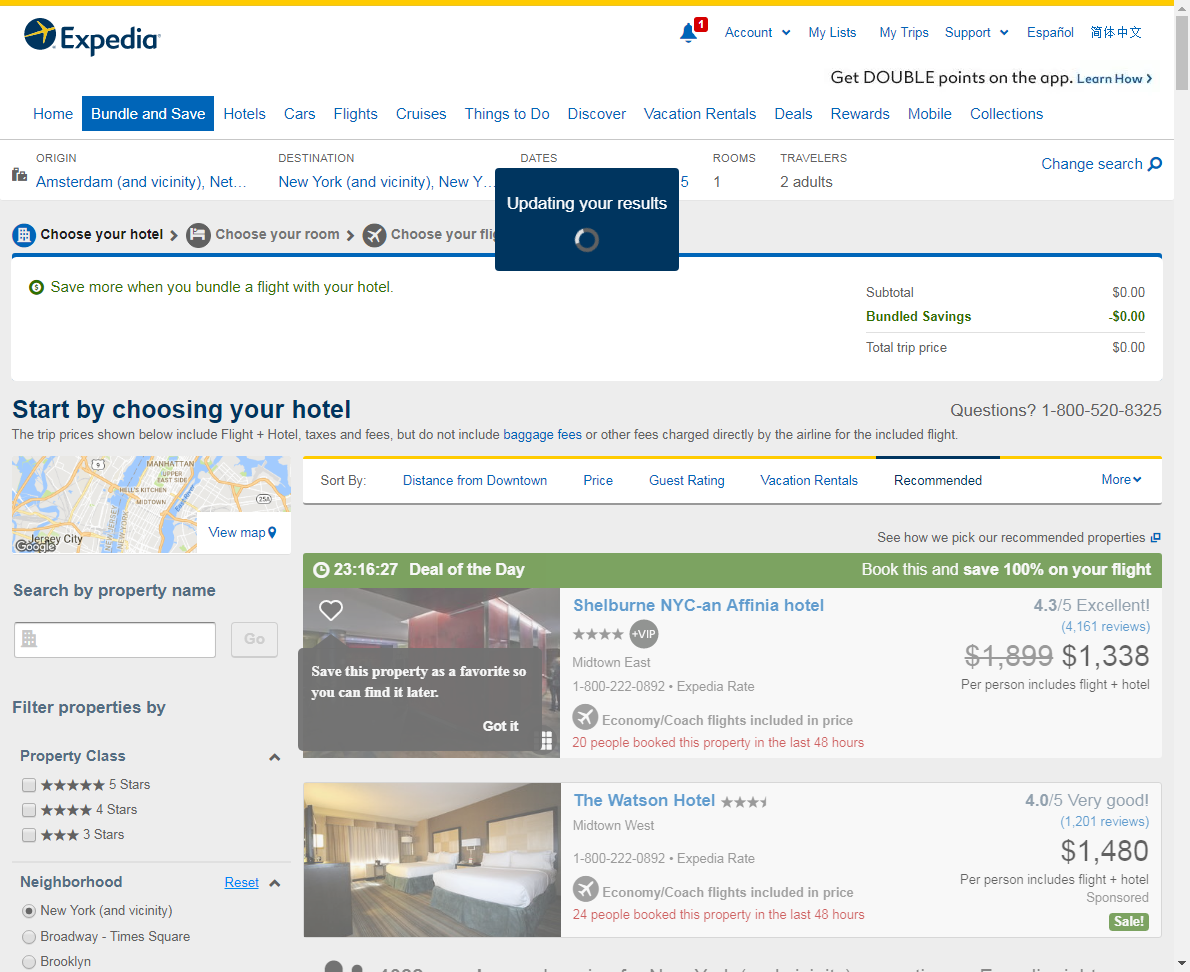 Expedia
1
Account
My Lists
My Trips
Support
Español
简体中文
Get DOUBLE points on the app. Learn How
Home
Bundle and Save
Hotels
Cars
Flights
Cruises
Things to Do
Discover
Vacation Rentals
Deals
Rewards
Mobile
Collections
ORIGIN
Amsterdam (and vicinity), Net...
DESTINATION
New York (and vicinity), New Y...
DATES
5
ROOMS
1
TRAVELERS
2 adults
Change search
Updating your results
Choose your hotel
Choose your room
Choose your
Save more when you bundle a flight with your hotel.
Subtotal $0.00
Bundled Savings -$0.00
Total trip price $0.00
Start by choosing your hotel
Questions? 1-800-520-8325
The trip prices shown below include Flight + Hotel, taxes and fees, but do not include baggage fees or other fees charged directly by the airline for the included flight.
MANHATTAN
9
UPPER
EAST SIDE
HELL'S KITCHEN
MIDTOWN
25A
East River
NEW JERSEY
NEW YORK
Jersey City
Google
View map
Search by property name
Go
Filter properties by
Property Class
5 Stars
4 Stars
3 Stars
Neighborhood
Reset
New York (and vicinity)
Broadway - Times Square
Brooklyn
Sort By:
Distance from Downtown
Price
Guest Rating
Vacation Rentals
Recommended
More
See how we pick our recommended properties
23:16:27 Deal of the Day
Book this and save 100% on your flight
Save this property as a favorite so
you can find it later.
Got it
Shelburne NYC-an Affinia hotel
+VIP
Midtown East
1-800-222-0892 • Expedia Rate
Economy/Coach flights included in price
20 people booked this property in the last 48 hours
4.3/5 Excellent!
(4,161 reviews)
$1,899 $1,338
Per person includes flight + hotel
The Watson Hotel
Midtown West
1-800-222-0892 • Expedia Rate
Economy/Coach flights included in price
24 people booked this property in the last 48 hours
4.0/5 Very good!
(1,201 reviews)
$1,480
Per person includes flight + hotel
Sponsored
Sale!